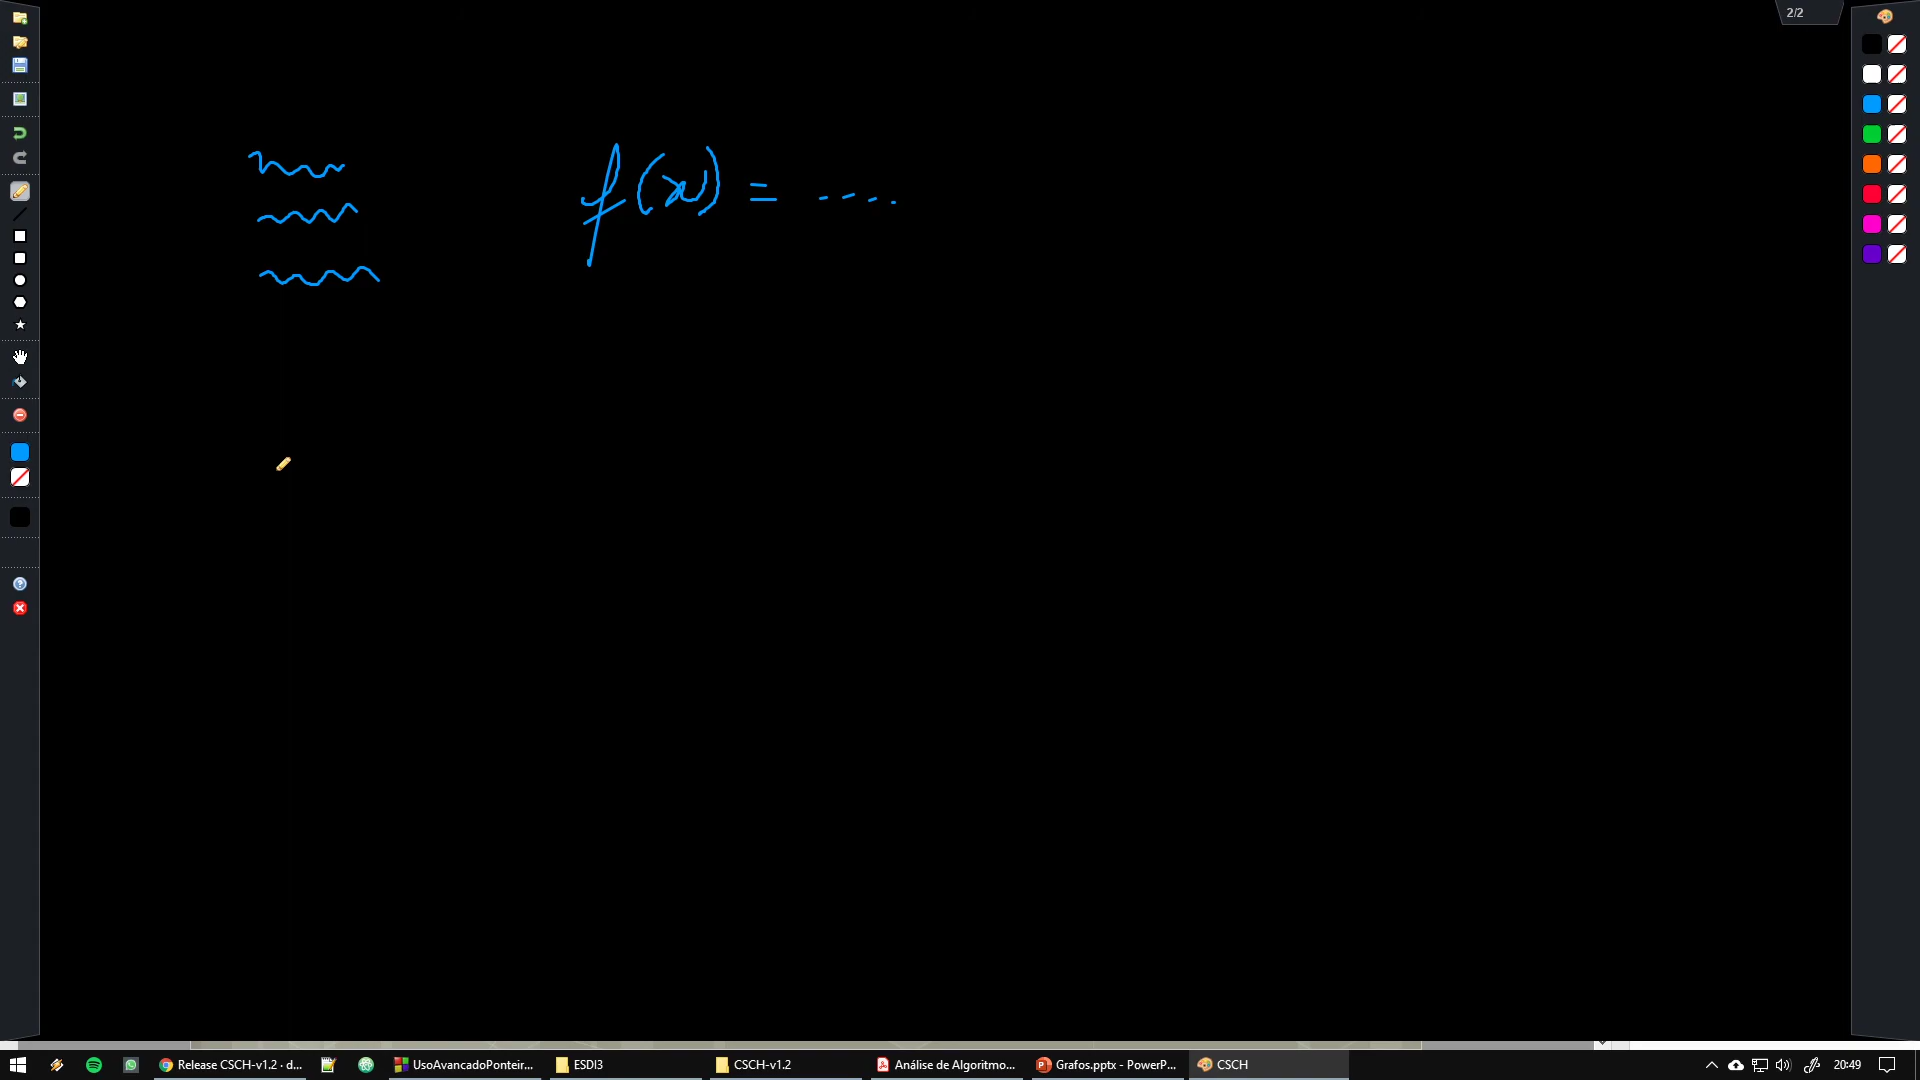 2/2
f(x) = ....
Release CSCH-v1.2 · d...
UsoAvancadoPonteir...
ESDI3
CSCH-v1.2
Análise de Algoritmo...
Grafos.pptx - PowerP...
CSCH
20:49